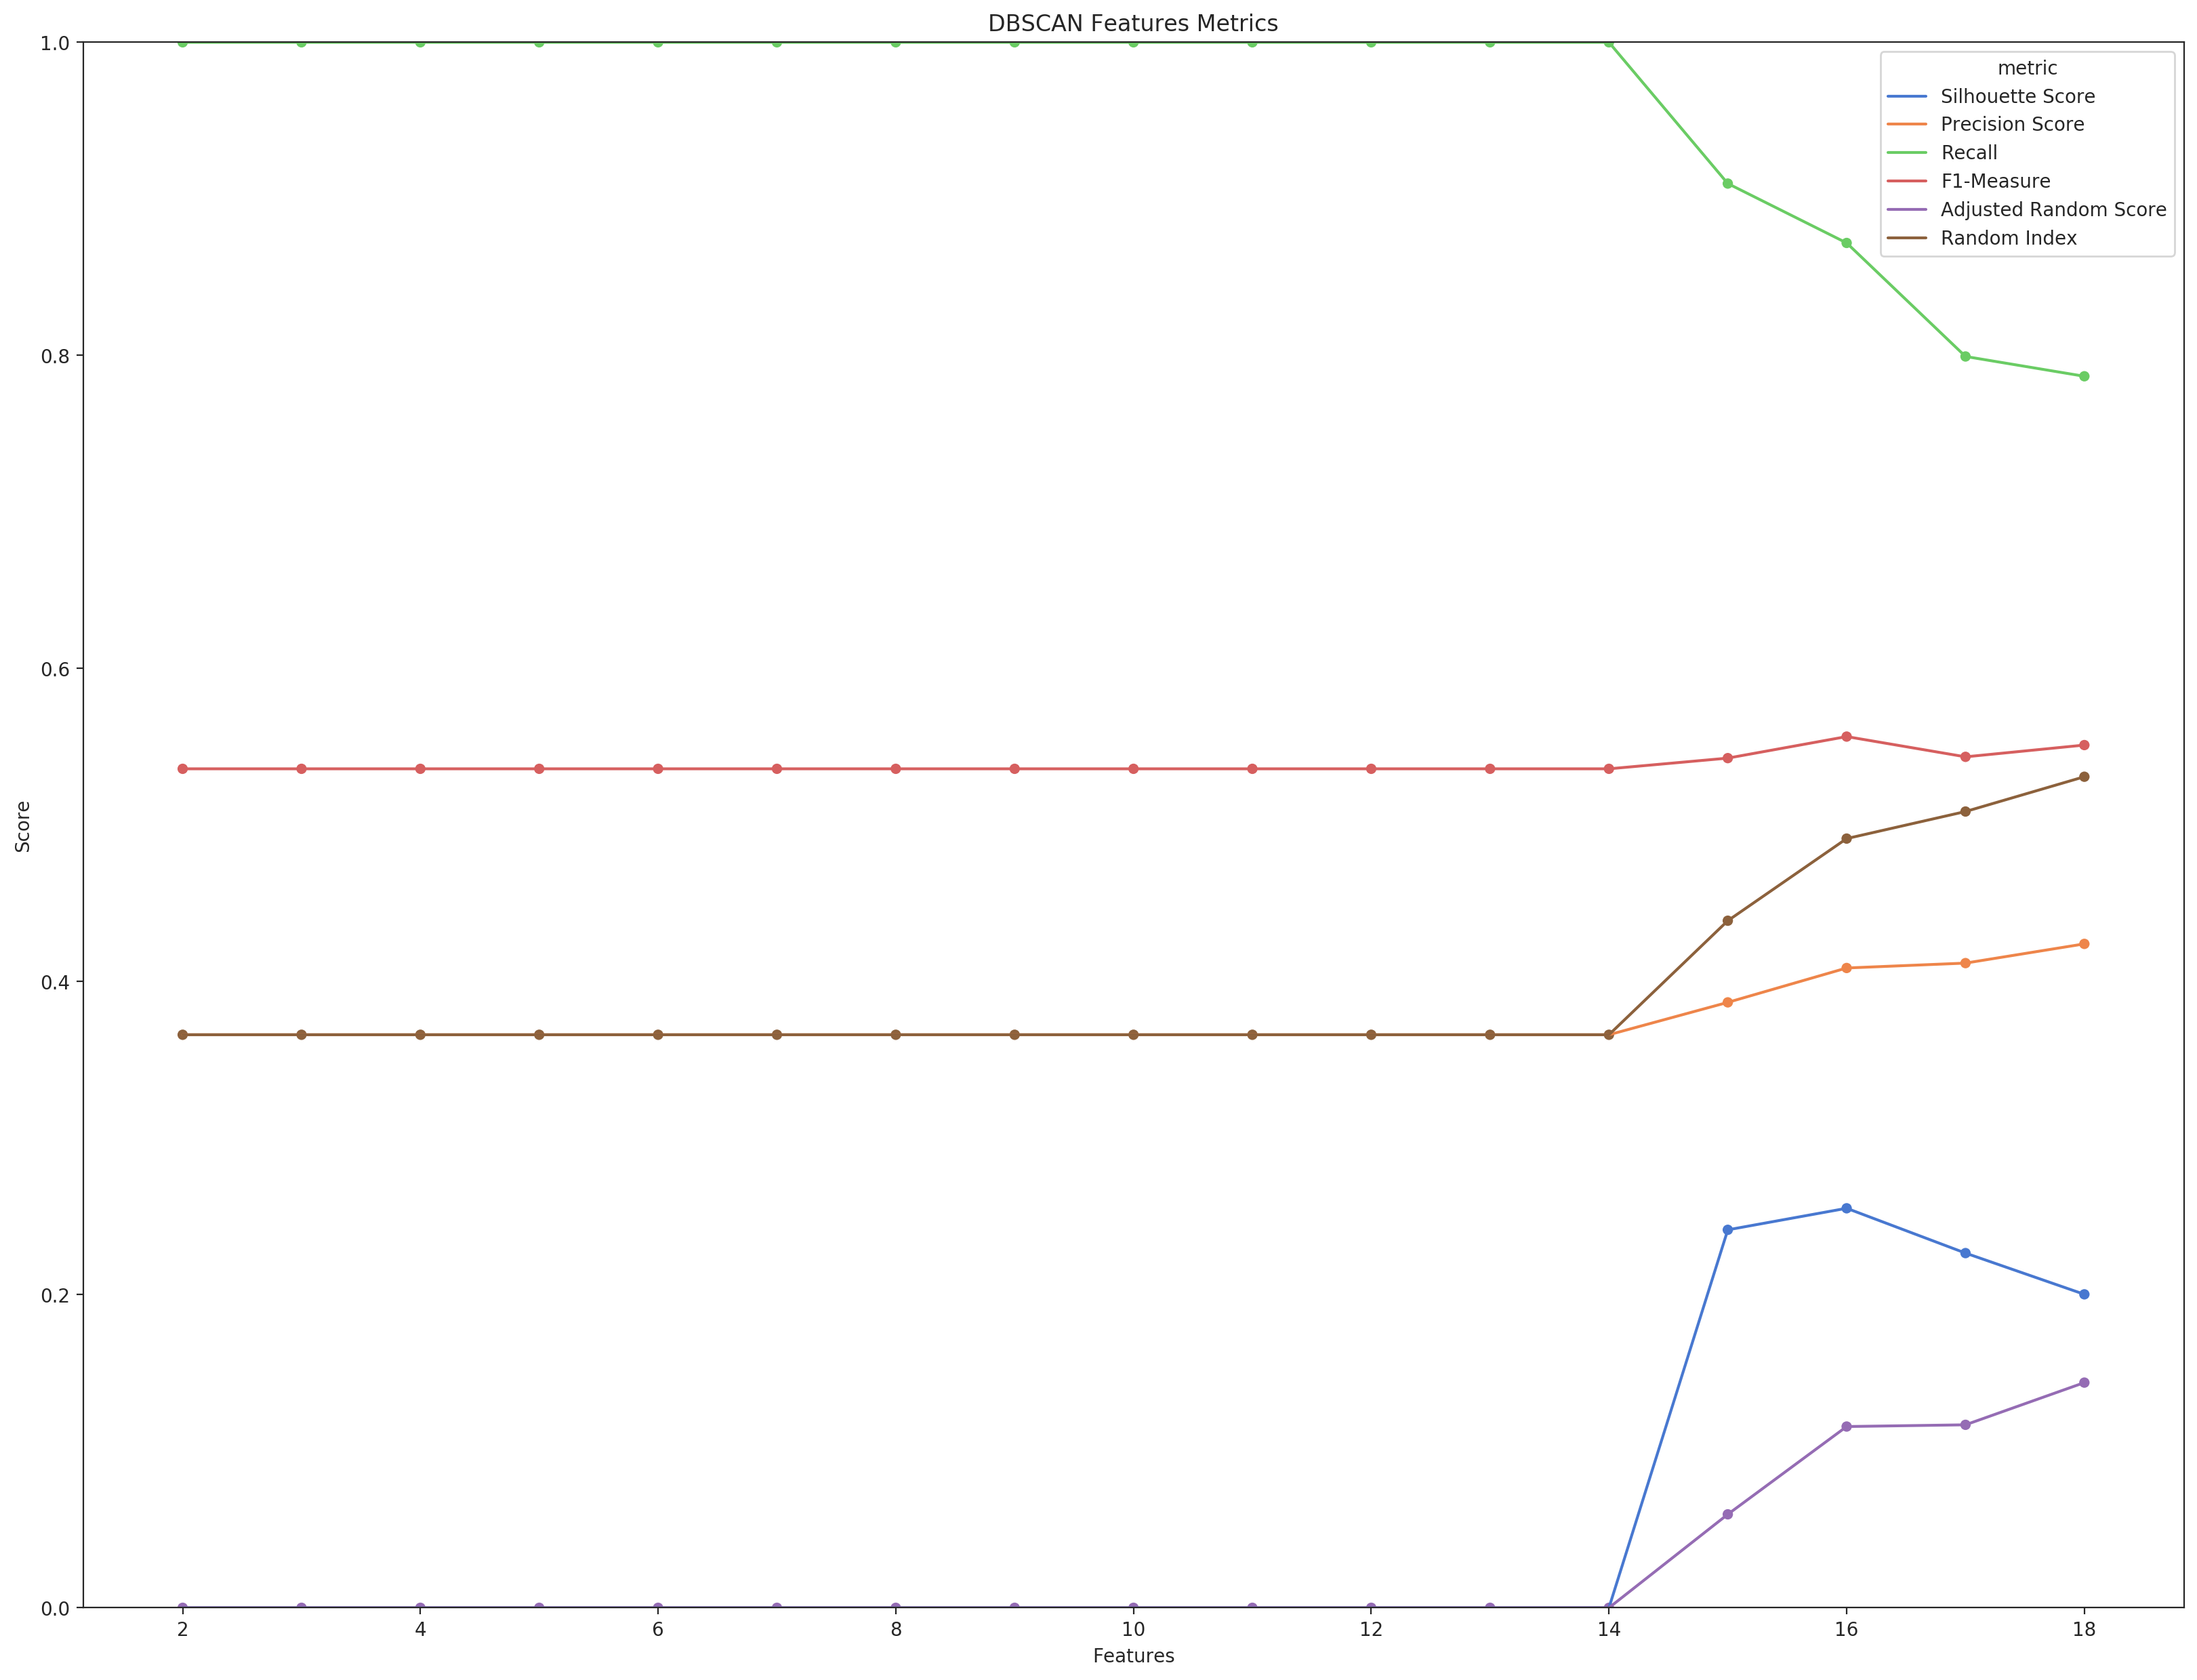 DBSCAN Features Metrics
1.0
0.8
0.6
0.4
0.2
0.0
Score
metric
Silhouette Score
Precision Score
Recall
F1-Measure
Adjusted Random Score
Random Index
2 4 6 8 10 12 14 16 18
Features